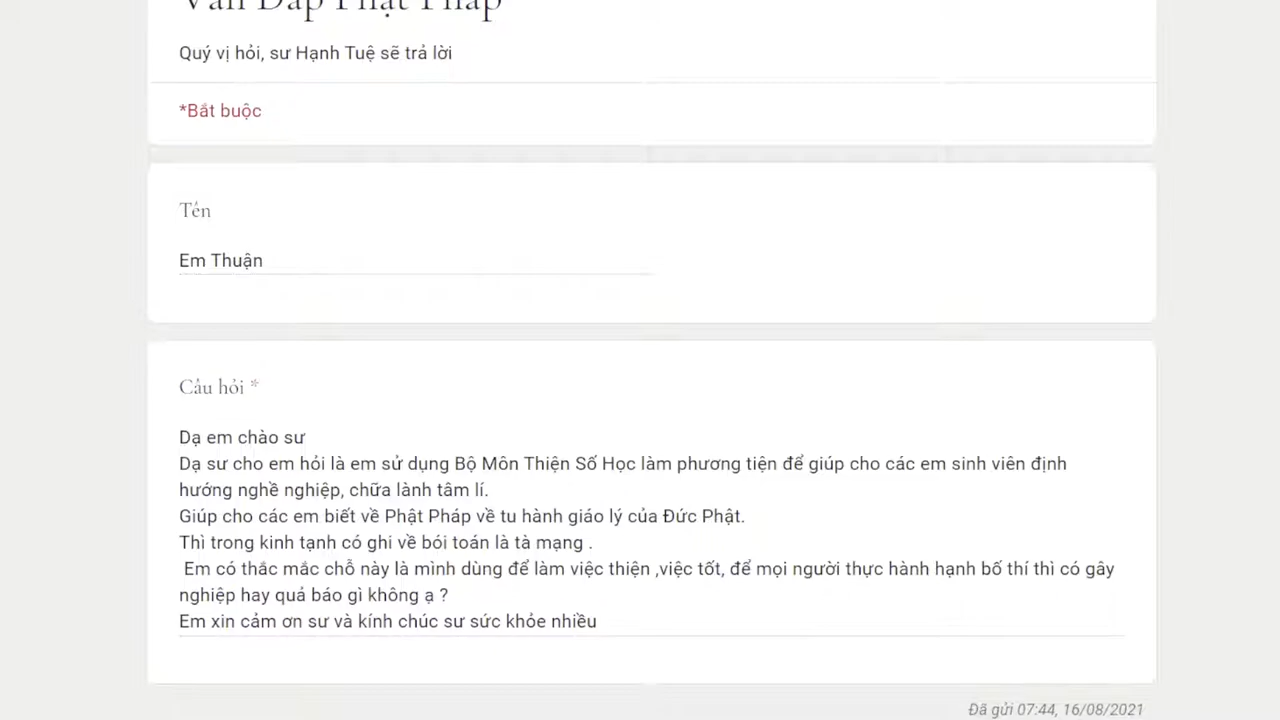 Vấn Đáp Phật Pháp
Quý vị hỏi, sư Hạnh Tuệ sẽ trả lời
*Bắt buộc
Tên
Em Thuận
Câu hỏi *
Dạ em chào sư
Dạ sư cho em hỏi là em sử dụng Bộ Môn Thiện Số Học làm phương tiện để giúp cho các em sinh viên định
hướng nghề nghiệp, chữa lành tâm lí.
Giúp cho các em biết về Phật Pháp về tu hành giáo lý của Đức Phật.
Thì trong kinh tạnh có ghi về bói toán là tà mạng .
Em có thắc mắc chỗ này là mình dùng để làm việc thiện ,việc tốt, để mọi người thực hành hạnh bố thí thì có gây
nghiệp hay quả báo gì không ạ ?
Em xin cảm ơn sư và kính chúc sư sức khỏe nhiều
Đã gửi 07:44, 16/08/2021